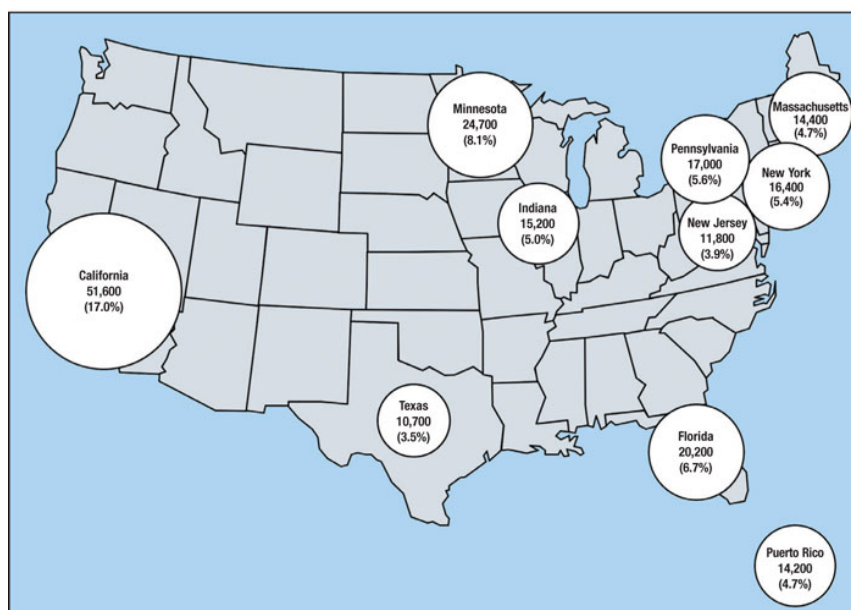 Minnesota
24,700
(8.1%)
Massachusetts
14,400
(4.7%)
Pennsylvania
17,000
(5.6%)
New York
16,400
(5.4%)
Indiana
15,200
(5.0%)
New Jersey
11,800
(3.9%)
California
51,600
(17.0%)
Texas
10,700
(3.5%)
Florida
20,200
(6.7%)
Puerto Rico
14,200
(4.7%)